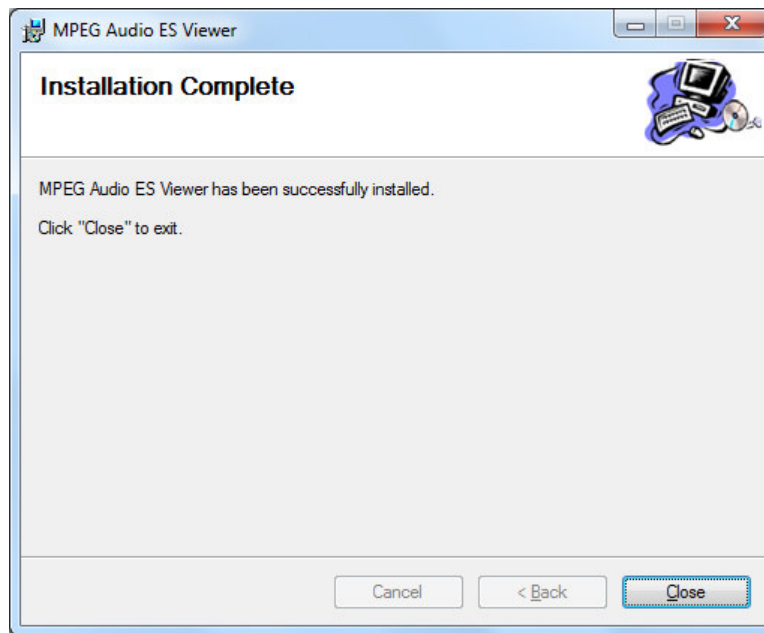 MPEG Audio ES Viewer
Installation Complete
MPEG Audio ES Viewer has been successfully installed.
Click "Close" to exit.
Cancel
< Back
Close